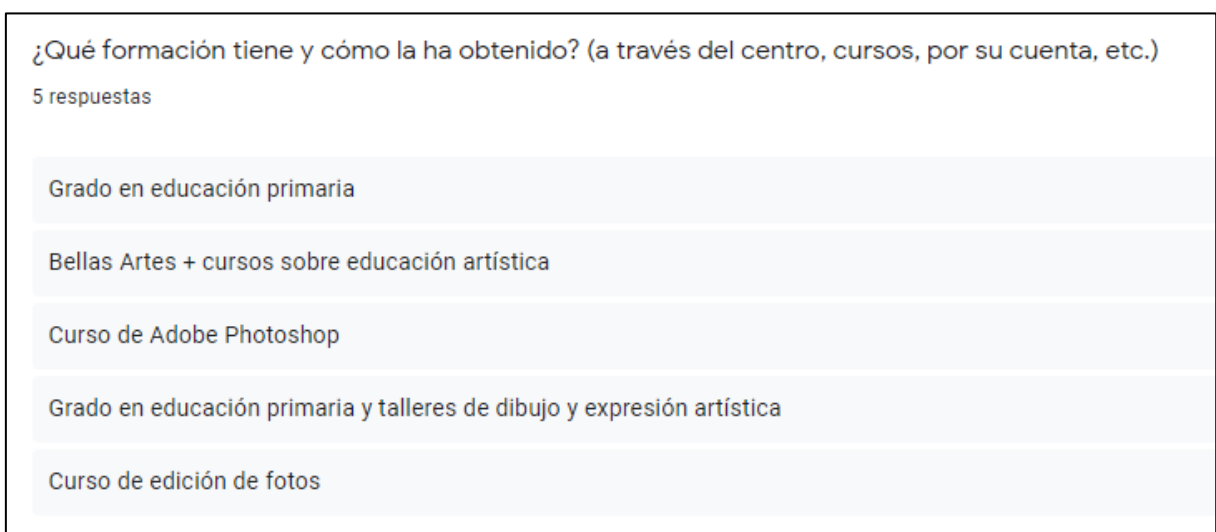 ¿Qué formación tiene y cómo la ha obtenido? (a través del centro, cursos, por su cuenta, etc.)
5 respuestas
Grado en educación primaria
Bellas Artes + cursos sobre educación artística
Curso de Adobe Photoshop
Grado en educación primaria y talleres de dibujo y expresión artística
Curso de edición de fotos